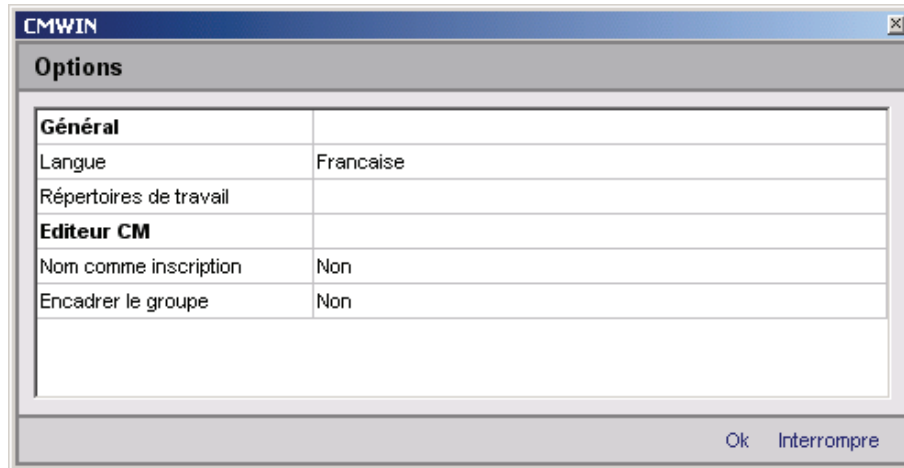 CMWIN
Options
Général
Langue Francaise
Répertoires de travail
Editeur CM
Nom comme inscription Non
Encadrer le groupe Non
Ok Interrompre